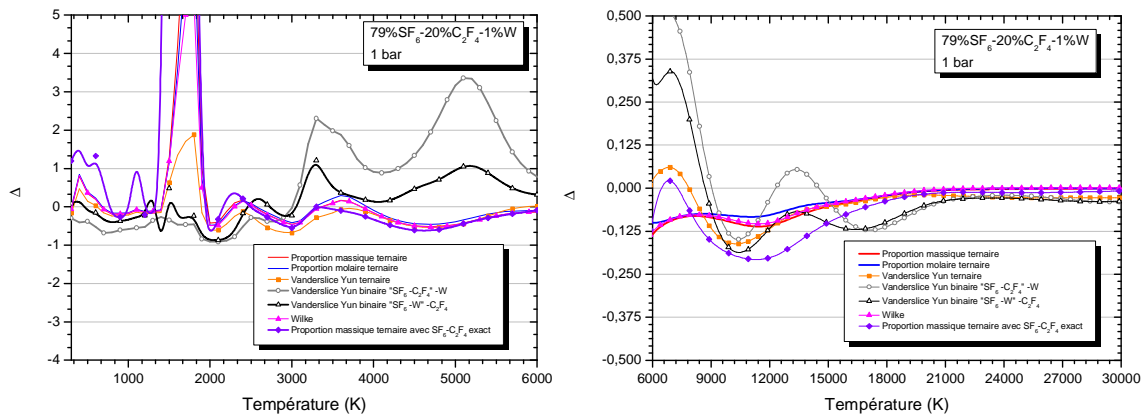 79%SF₆-20%C₂F₄-1%W
1 bar
5
4
3
2
1
0
-1
-2
-3
-4
Δ
Proportion massique ternaire
Proportion molaire ternaire
Vanderslice Yun ternaire
Vanderslice Yun binaire "SF₆-C₂F₄" -W
Vanderslice Yun binaire "SF₆-W" -C₂F₄
Wilke
Proportion massique ternaire avec SF₆-C₂F₄ exact
1000 2000 3000 4000 5000 6000
Température (K)
79%SF₆-20%C₂F₄-1%W
1 bar
0,500
0,375
0,250
0,125
0,000
-0,125
-0,250
-0,375
-0,500
Δ
Proportion massique ternaire
Proportion molaire ternaire
Vanderslice Yun ternaire
Vanderslice Yun binaire "SF₆-C₂F₄" -W
Vanderslice Yun binaire "SF₆-W" -C₂F₄
Wilke
Proportion massique ternaire avec SF₆-C₂F₄ exact
6000 9000 12000 15000 18000 21000 24000 27000 30000
Température (K)